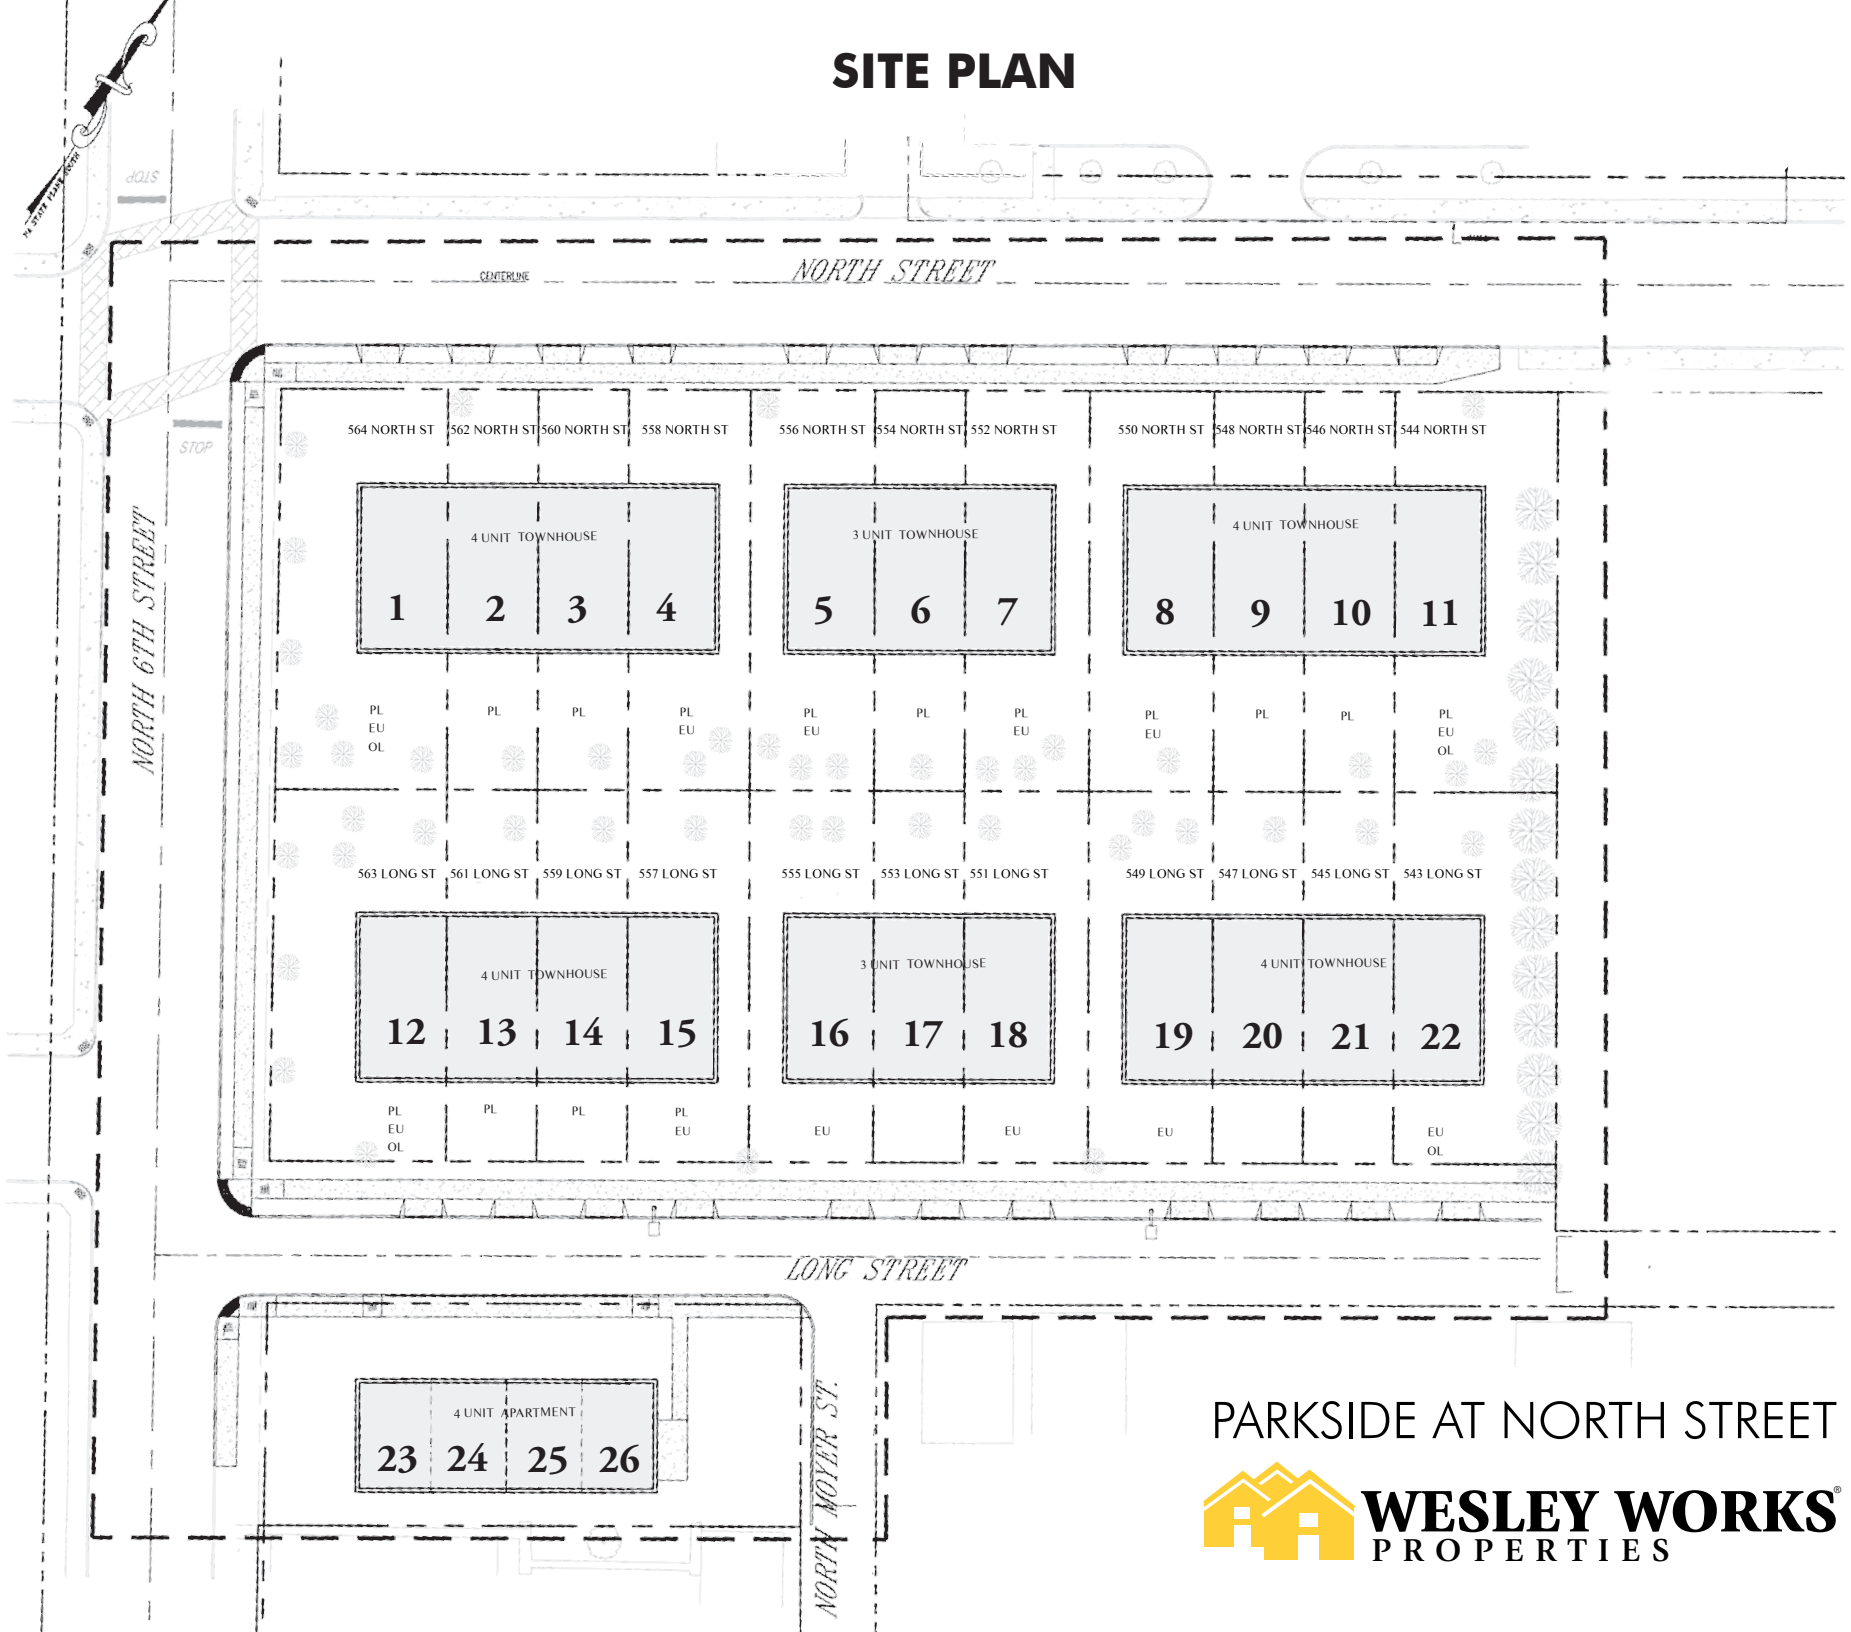 SITE PLAN
PA STATE PLANE SOUTH
STOP
CENTERLINE
NORTH STREET
STOP
NORTH 6TH STREET
564 NORTH ST 562 NORTH ST 560 NORTH ST 558 NORTH ST 556 NORTH ST 554 NORTH ST 552 NORTH ST 550 NORTH ST 548 NORTH ST 546 NORTH ST 544 NORTH ST
4 UNIT TOWNHOUSE 3 UNIT TOWNHOUSE 4 UNIT TOWNHOUSE
1 2 3 4 5 6 7 8 9 10 11
PL PL PL PL PL PL PL PL PL PL PL
EU EU EU EU EU EU
OL OL
563 LONG ST 561 LONG ST 559 LONG ST 557 LONG ST 555 LONG ST 553 LONG ST 551 LONG ST 549 LONG ST 547 LONG ST 545 LONG ST 543 LONG ST
4 UNIT TOWNHOUSE 3 UNIT TOWNHOUSE 4 UNIT TOWNHOUSE
12 13 14 15 16 17 18 19 20 21 22
PL PL PL PL
EU EU EU EU EU EU
OL OL
LONG STREET
4 UNIT APARTMENT
23 24 25 26
NORTH MOYER ST.
PARKSIDE AT NORTH STREET
WESLEY WORKS®
PROPERTIES